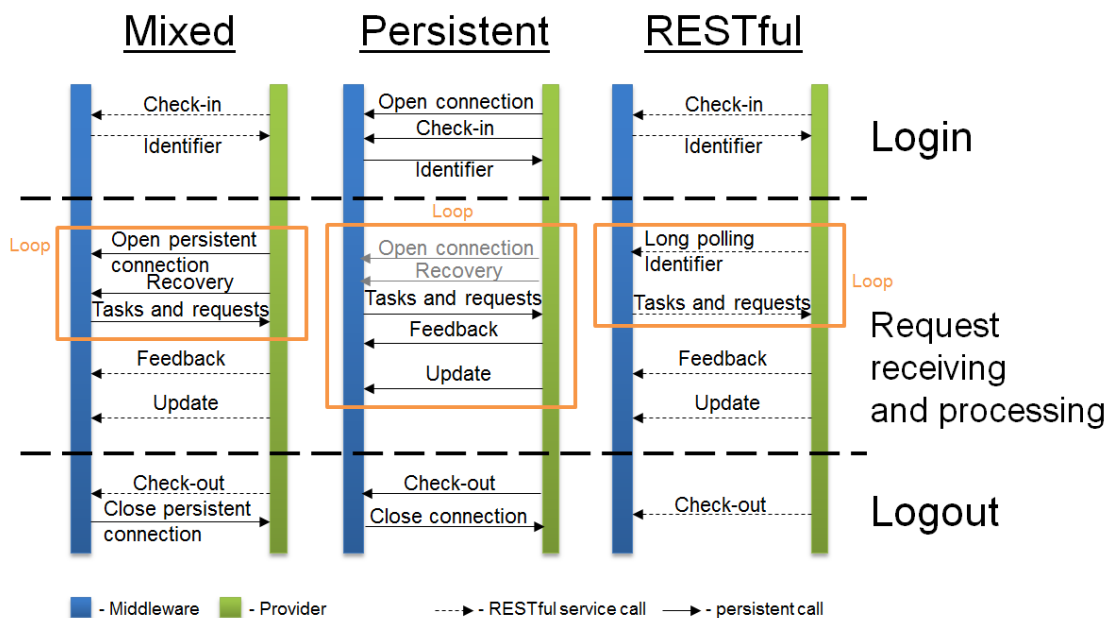 Mixed
Persistent
RESTful
Check-in
Identifier
Open connection
Check-in
Identifier
Check-in
Identifier
Login
Loop
Open persistent
connection
Recovery
Tasks and requests
Feedback
Update
Loop
Open connection
Recovery
Tasks and requests
Feedback
Update
Long polling
Identifier
Tasks and requests
Loop
Feedback
Update
Request
receiving
and processing
Check-out
Close persistent
connection
Check-out
Close connection
Check-out
Logout
- Middleware
- Provider
- RESTful service call
- persistent call